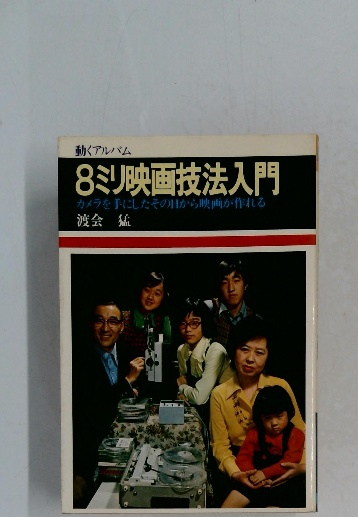 動くアルバム
8ミリ映画技法入門
カメラを手にしたその日から映画が作れる
渡会 猛